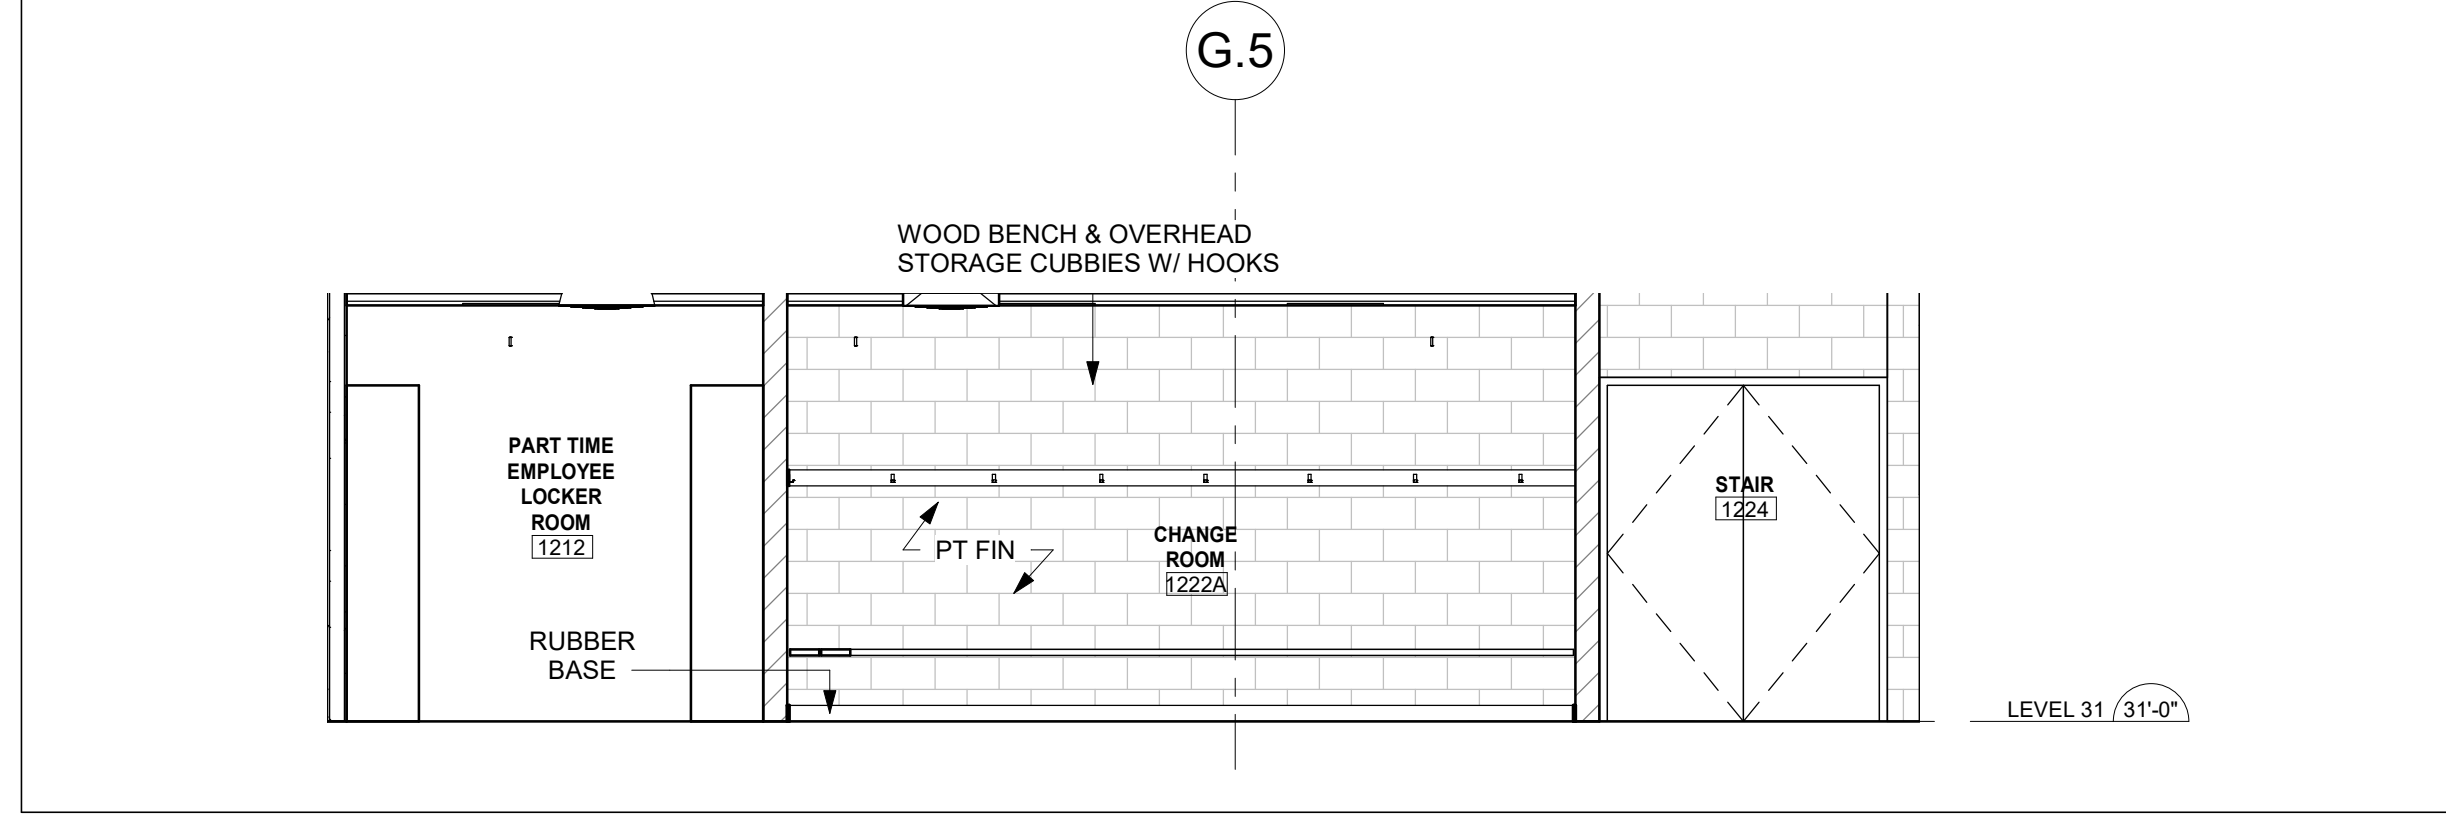 G.5
WOOD BENCH & OVERHEAD
STORAGE CUBBIES W/ HOOKS
PART TIME
EMPLOYEE
LOCKER
ROOM
1212
PT FIN
CHANGE
ROOM
1222A
STAIR
1224
RUBBER
BASE
LEVEL 31 31'-0"